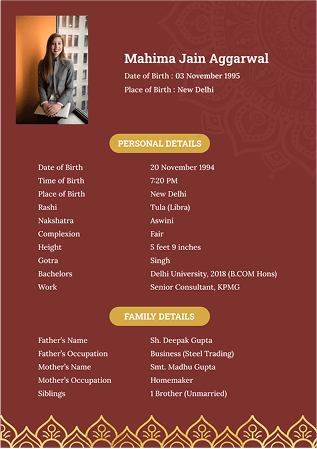 Mahima Jain Aggarwal
Date of Birth : 03 November 1995
Place of Birth : New Delhi
PERSONAL DETAILS
Date of Birth 20 November 1994
Time of Birth 7:20 PM
Place of Birth New Delhi
Rashi Tula (Libra)
Nakshatra Aswini
Complexion Fair
Height 5 feet 9 inches
Gotra Singh
Bachelors Delhi University, 2018 (B.COM Hons)
Work Senior Consultant, KPMG
FAMILY DETAILS
Father's Name Sh. Deepak Gupta
Father's Occupation Business (Steel Trading)
Mother's Name Smt. Madhu Gupta
Mother's Occupation Homemaker
Siblings 1 Brother (Unmarried)